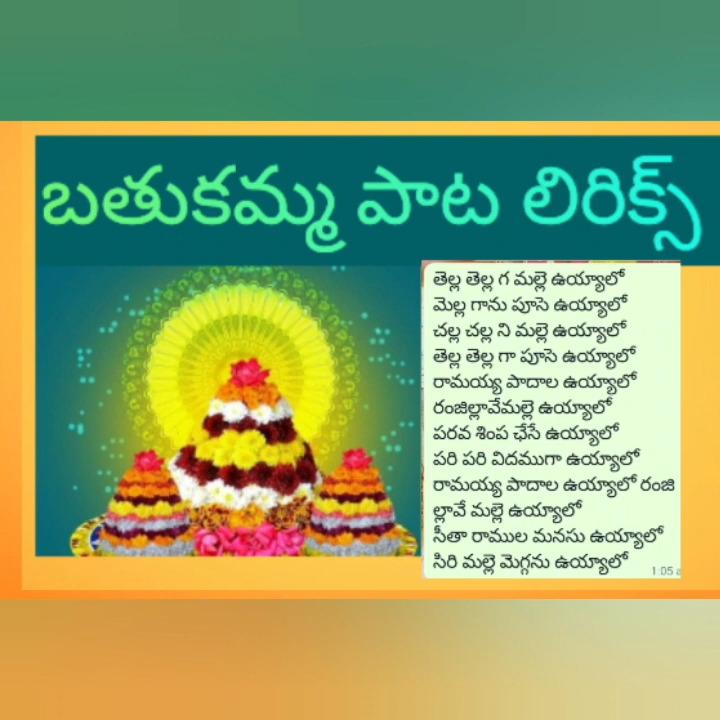 బతుకమ్మ పాట లిరిక్స్
తెల్ల తెల్ల గ మల్లె ఉయ్యాలో
మెల్ల గాను పూసె ఉయ్యాలో
చల్ల చల్ల ని మల్లె ఉయ్యాలో
తెల్ల తెల్ల గా పూసె ఉయ్యాలో
రామయ్య పాదాల ఉయ్యాలో
రంజిల్లావేమల్లె ఉయ్యాలో
పరవ శింప ఛేసే ఉయ్యాలో
పరి పరి విదముగా ఉయ్యాలో
రామయ్య పాదాల ఉయ్యాలో రంజి
ల్లావే మల్లె ఉయ్యాలో
సీతా రాముల మనసు ఉయ్యాలో
సిరి మల్లె మెగ్గను ఉయ్యాలో
1:05